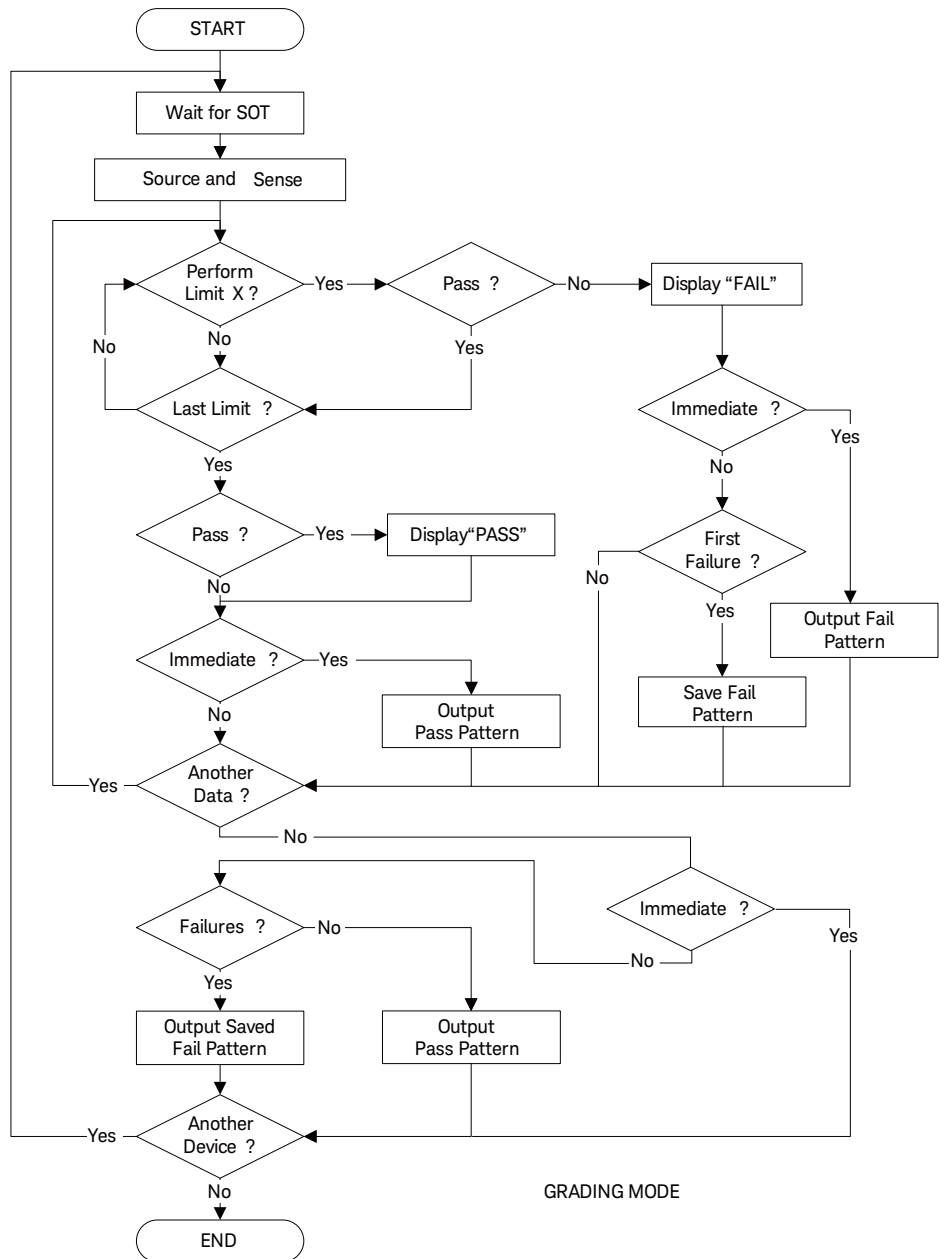 START
Wait for SOT
Source and Sense
Perform
Limit X ?
Yes
Pass ?
No
Display “FAIL”
No
No
Yes
Last Limit ?
Immediate ?
Yes
Yes
No
Pass ?
Yes
Display“PASS”
First
Failure ?
No
No
Yes
Output Fail
Pattern
Immediate ?
Yes
Save Fail
Pattern
No
Output
Pass Pattern
Yes
Another
Data ?
No
Immediate ?
Failures ?
No
Yes
No
Yes
Output Saved
Fail Pattern
Output
Pass Pattern
Yes
Another
Device ?
No
GRADING MODE
END